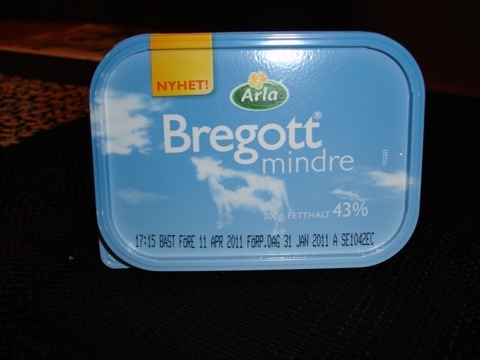 NYHET!
Arla
Bregott®
mindre
300g. FETTHALT 43%
17:15 BÄST FöRE 11 APR 2011 FöRP.DAG 31 JAN 2011 A SE1042EC